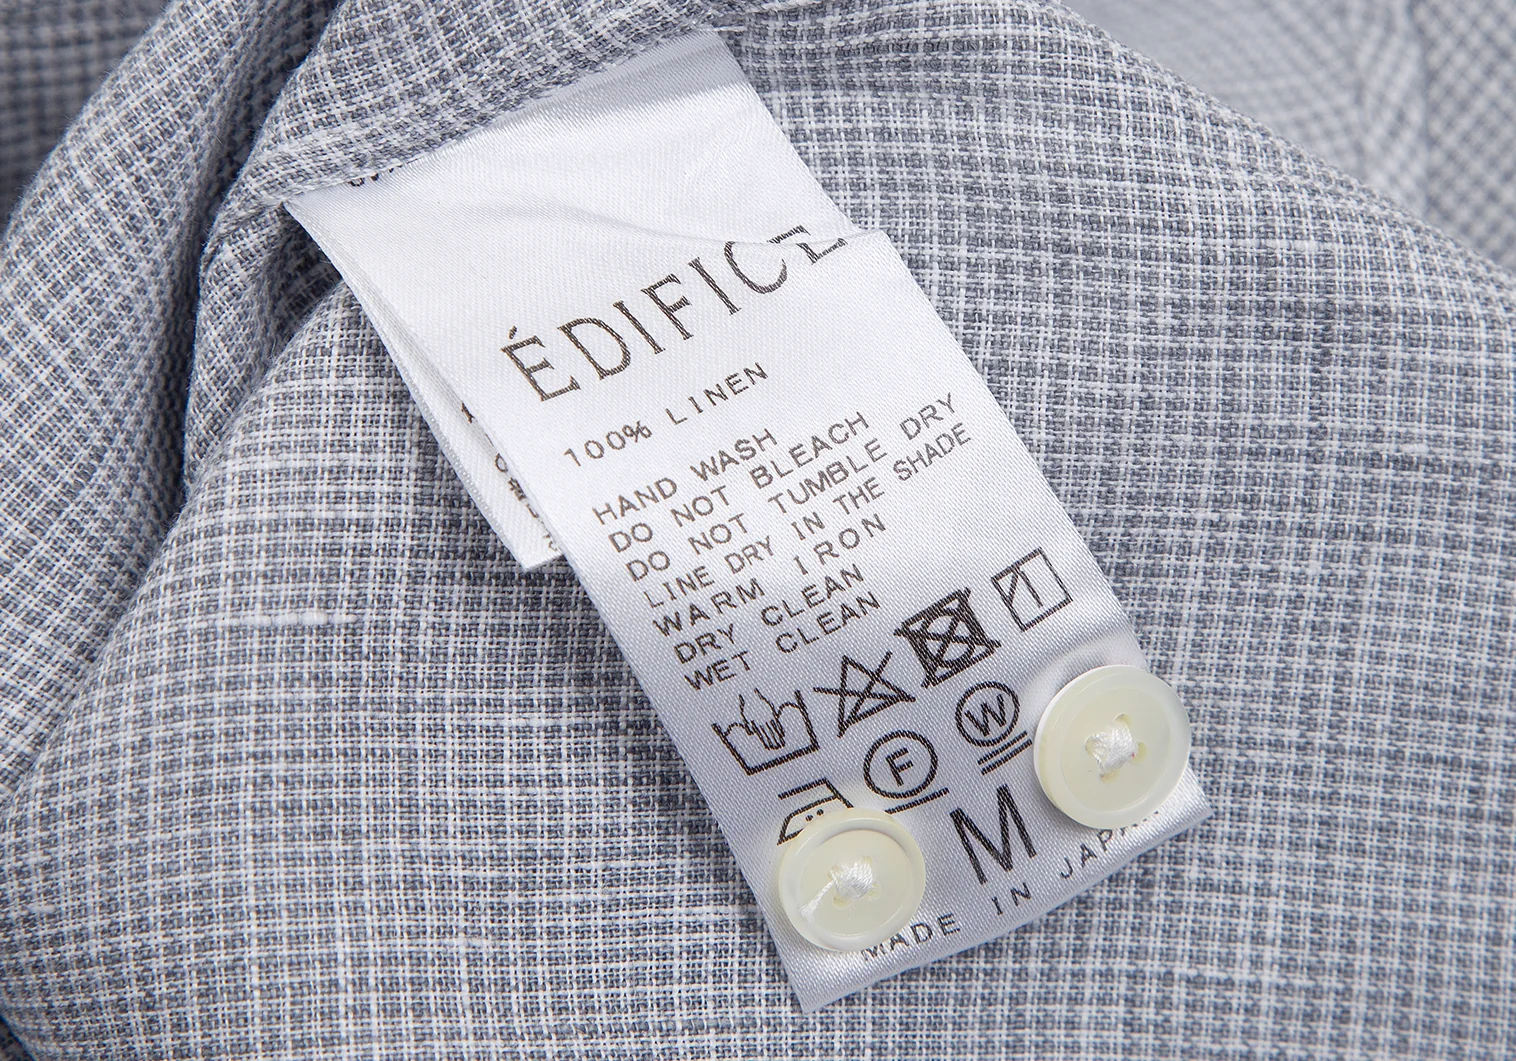 ÉDIFICE
100% LINEN
HAND WASH
DO NOT BLEACH
DO NOT TUMBLE DRY
LINE DRY IN THE SHADE
WARM IRON
DRY CLEAN
WET CLEAN
F
W
M
MADE IN JAPAN